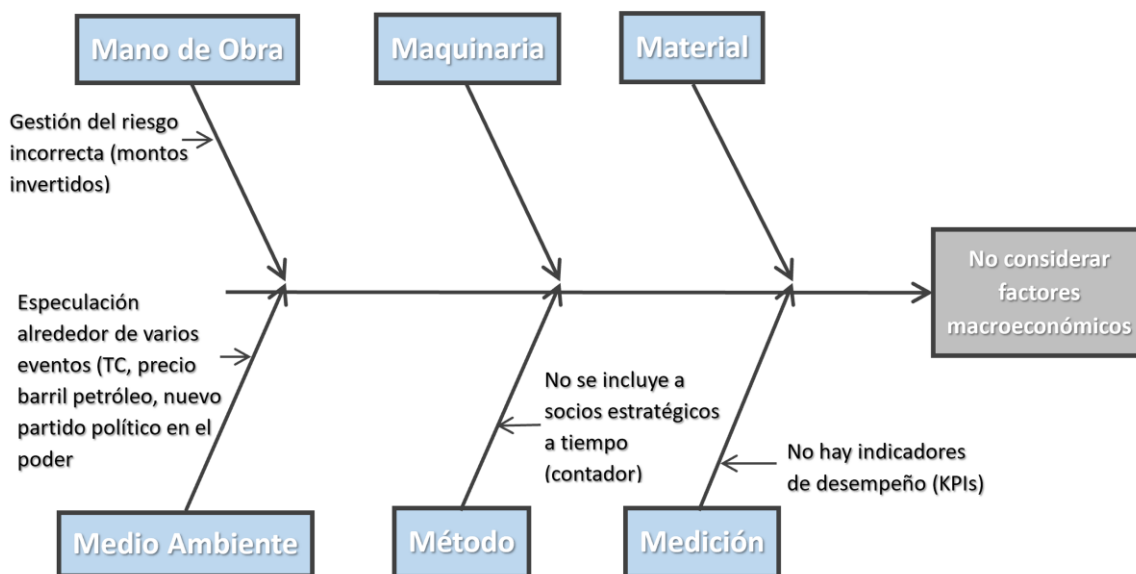 Mano de Obra
Maquinaria
Material
Gestión del riesgo
incorrecta (montos
invertidos)
No considerar
factores
macroeconómicos
Especulación
alrededor de varios
eventos (TC, precio
barril petróleo, nuevo
partido político en el
poder
No se incluye a
socios estratégicos
a tiempo
(contador)
No hay indicadores
de desempeño (KPIs)
Medio Ambiente
Método
Medición